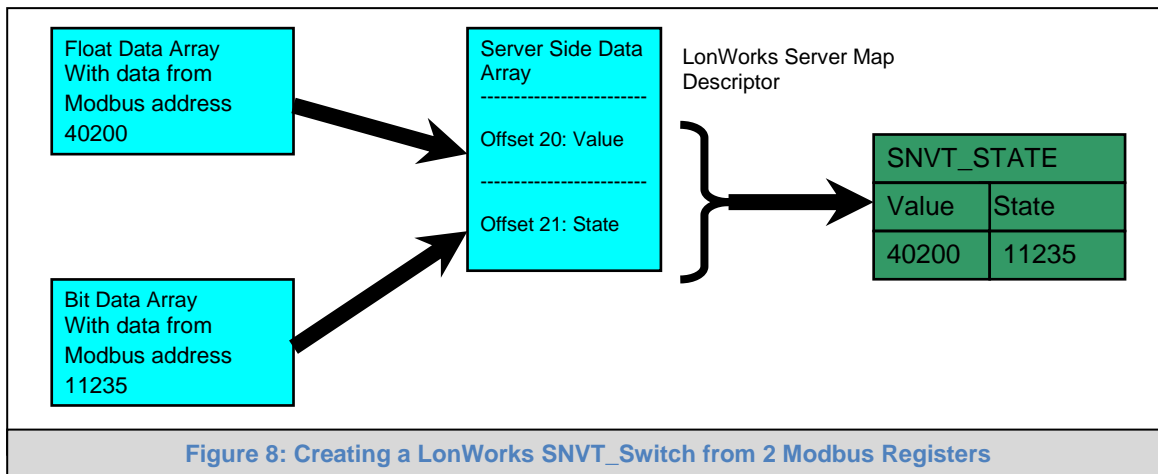 Float Data Array
With data from
Modbus address
40200
Server Side Data
Array
-------------------------
Offset 20: Value
-------------------------
Offset 21: State
LonWorks Server Map
Descriptor
SNVT_STATE
Value State
40200 11235
Bit Data Array
With data from
Modbus address
11235
Figure 8: Creating a LonWorks SNVT_Switch from 2 Modbus Registers